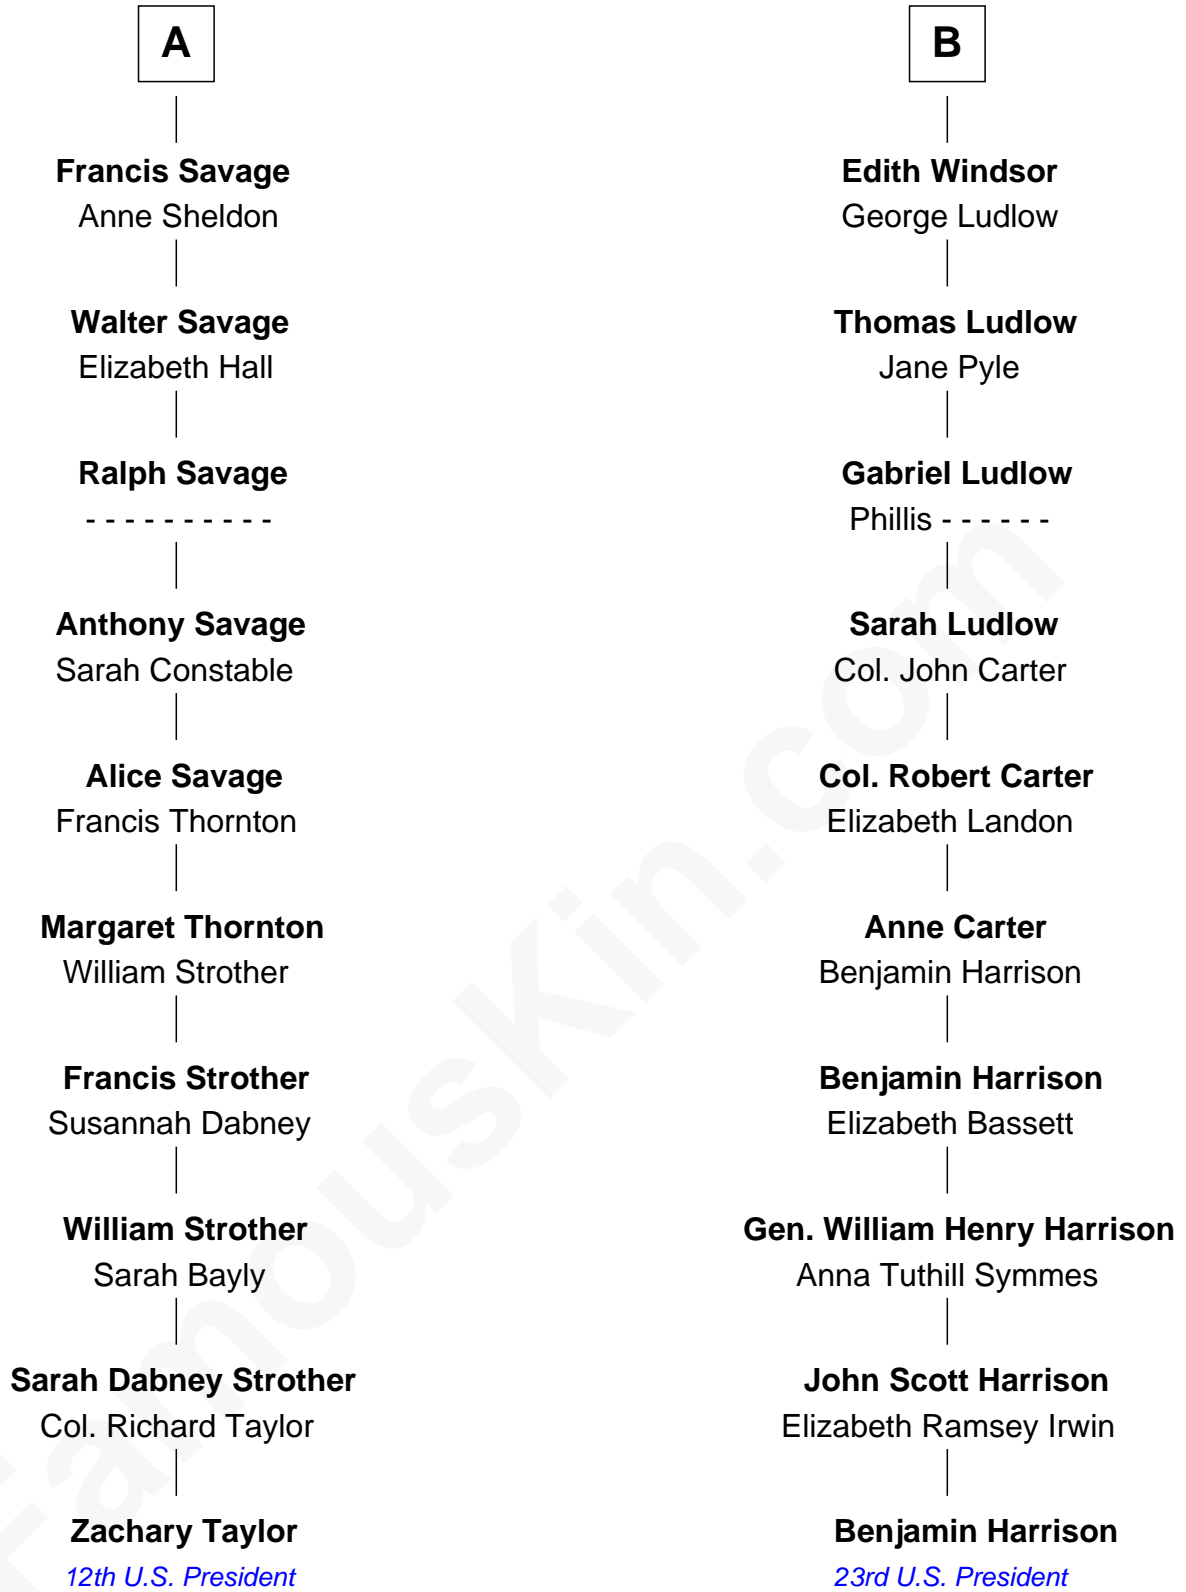 A
Francis Savage
Anne Sheldon
Walter Savage
Elizabeth Hall
Ralph Savage
- - - - - - - - - -
Anthony Savage
Sarah Constable
Alice Savage
Francis Thornton
Margaret Thornton
William Strother
Francis Strother
Susannah Dabney
William Strother
Sarah Bayly
Sarah Dabney Strother
Col. Richard Taylor
Zachary Taylor
12th U.S. President
B
Edith Windsor
George Ludlow
Thomas Ludlow
Jane Pyle
Gabriel Ludlow
Phillis - - - - - -
Sarah Ludlow
Col. John Carter
Col. Robert Carter
Elizabeth Landon
Anne Carter
Benjamin Harrison
Benjamin Harrison
Elizabeth Bassett
Gen. William Henry Harrison
Anna Tuthill Symmes
John Scott Harrison
Elizabeth Ramsey Irwin
Benjamin Harrison
23rd U.S. President
FamousKin.com